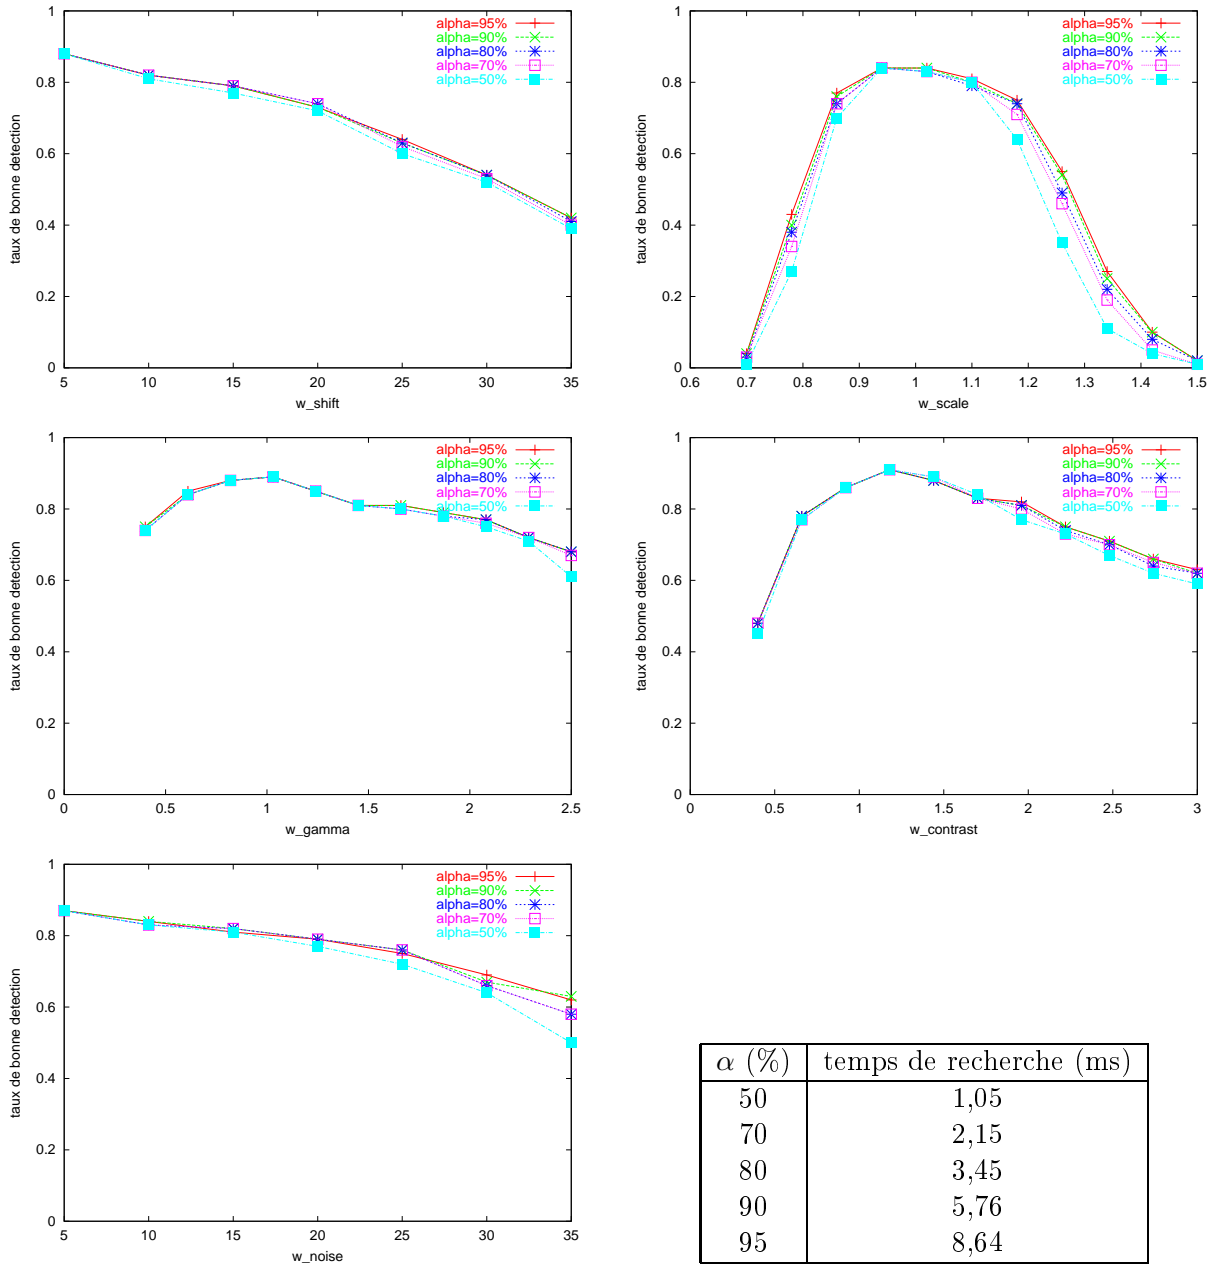 1
0.8
0.6
0.4
0.2
0
taux de bonne detection
5 10 15 20 25 30 35
w_shift
alpha=95%
alpha=90%
alpha=80%
alpha=70%
alpha=50%
1
0.8
0.6
0.4
0.2
0
taux de bonne detection
0.6 0.7 0.8 0.9 1 1.1 1.2 1.3 1.4 1.5
w_scale
alpha=95%
alpha=90%
alpha=80%
alpha=70%
alpha=50%
1
0.8
0.6
0.4
0.2
0
taux de bonne detection
0 0.5 1 1.5 2 2.5
w_gamma
alpha=95%
alpha=90%
alpha=80%
alpha=70%
alpha=50%
1
0.8
0.6
0.4
0.2
0
taux de bonne detection
0 0.5 1 1.5 2 2.5 3
w_contrast
alpha=95%
alpha=90%
alpha=80%
alpha=70%
alpha=50%
1
0.8
0.6
0.4
0.2
0
taux de bonne detection
5 10 15 20 25 30 35
w_noise
alpha=95%
alpha=90%
alpha=80%
alpha=70%
alpha=50%
α (%) temps de recherche (ms)
50 1,05
70 2,15
80 3,45
90 5,76
95 8,64